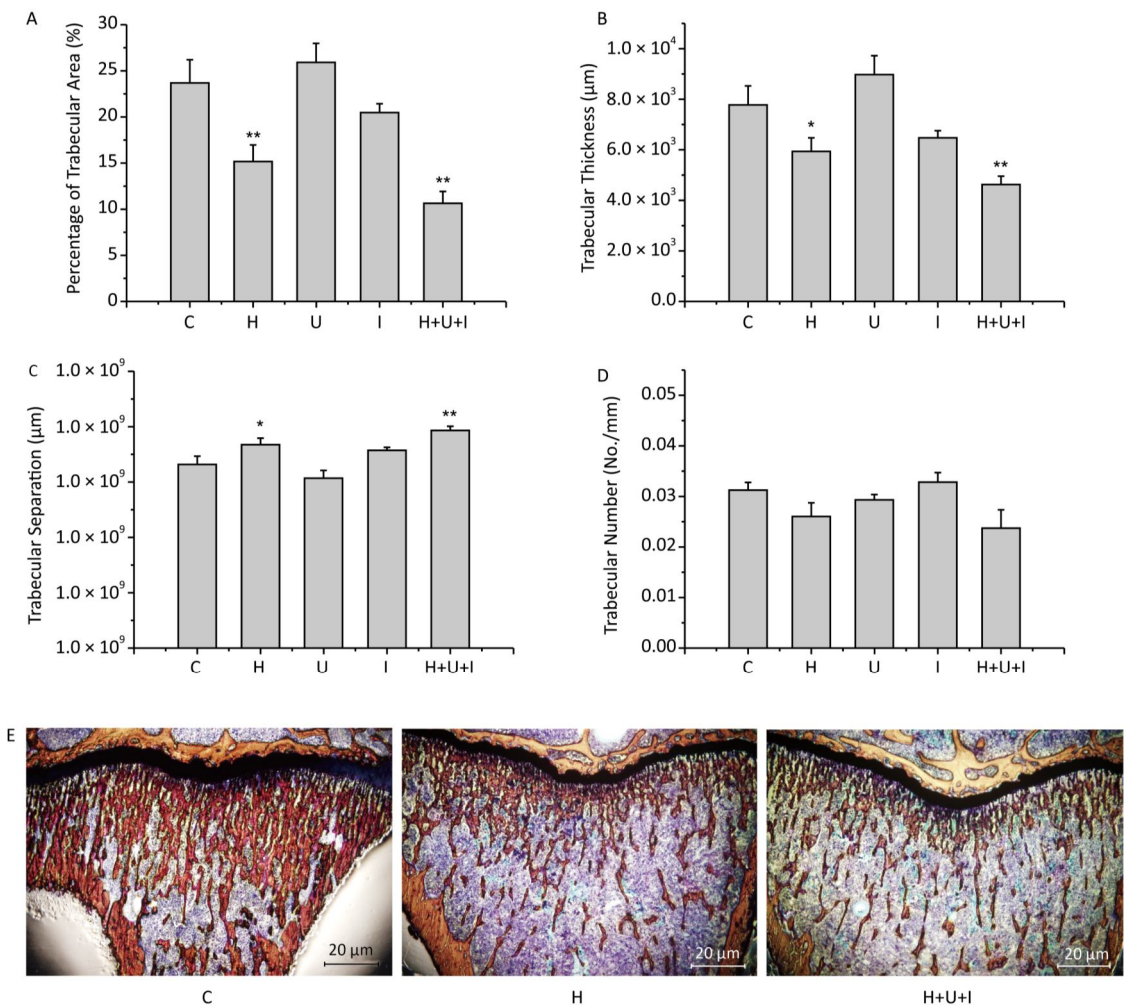 A
Percentage of Trabecular Area (%)
30
25
20
15
10
5
0
**
**
C H U I H+U+I
B
Trabecular Thickness (µm)
1.0 × 10⁴
8.0 × 10³
6.0 × 10³
4.0 × 10³
2.0 × 10³
0.0
*
**
C H U I H+U+I
C
Trabecular Separation (µm)
1.0 × 10⁹
1.0 × 10⁹
1.0 × 10⁹
1.0 × 10⁹
1.0 × 10⁹
1.0 × 10⁹
*
**
C H U I H+U+I
D
Trabecular Number (No./mm)
0.05
0.04
0.03
0.02
0.01
0.00
C H U I H+U+I
E
20 µm
20 µm
20 µm
C H H+U+I